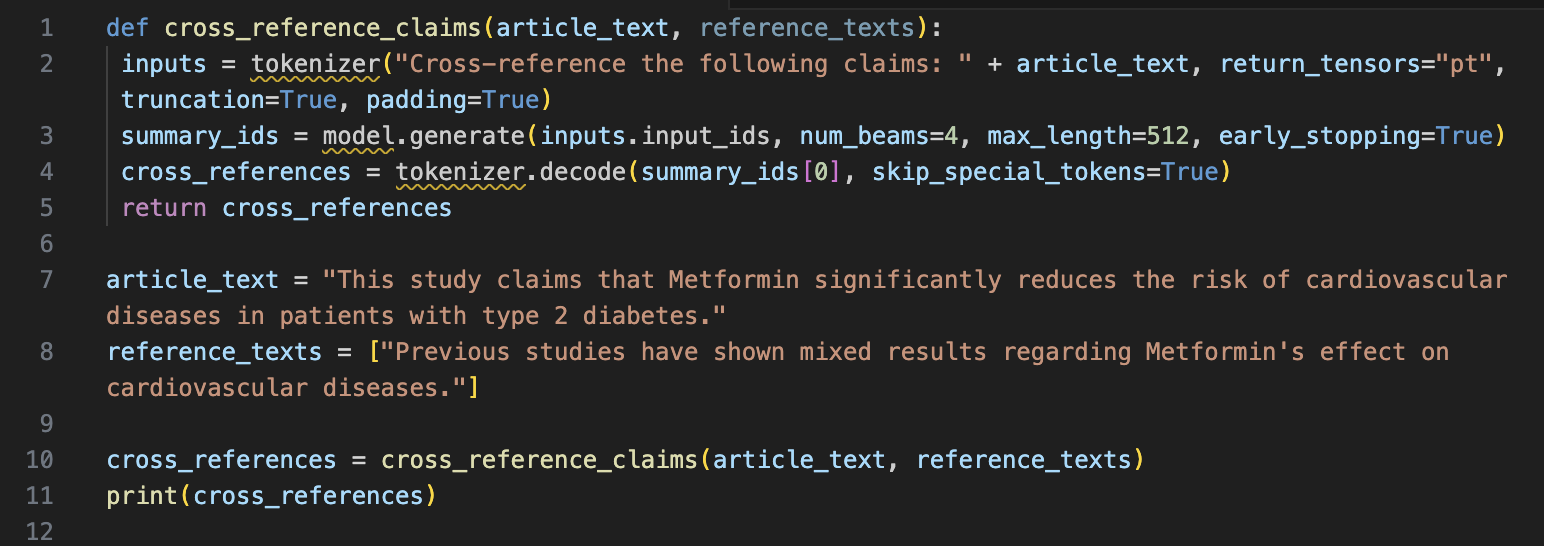 1 def cross_reference_claims(article_text, reference_texts):
2 inputs = tokenizer("Cross-reference the following claims: " + article_text, return_tensors="pt",
truncation=True, padding=True)
3 summary_ids = model.generate(inputs.input_ids, num_beams=4, max_length=512, early_stopping=True)
4 cross_references = tokenizer.decode(summary_ids[0], skip_special_tokens=True)
5 return cross_references
6
7 article_text = "This study claims that Metformin significantly reduces the risk of cardiovascular
diseases in patients with type 2 diabetes."
8 reference_texts = ["Previous studies have shown mixed results regarding Metformin's effect on
cardiovascular diseases."]
9
10 cross_references = cross_reference_claims(article_text, reference_texts)
11 print(cross_references)
12